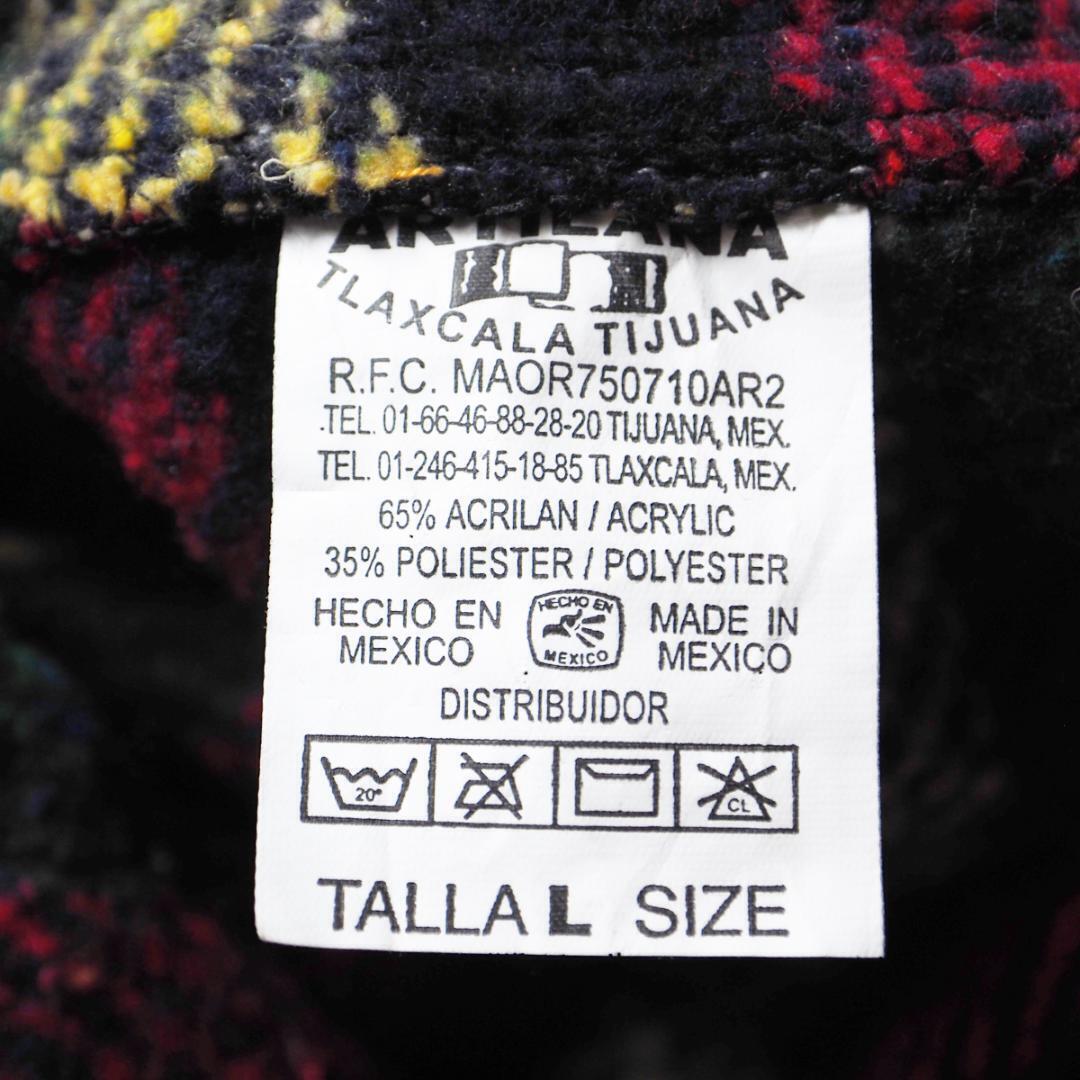 ARTILANA
TLAXCALA TIJUANA
R.F.C. MAOR750710AR2
.TEL. 01-66-46-88-28-20 TIJUANA, MEX.
TEL. 01-246-415-18-85 TLAXCALA, MEX.
65% ACRILAN / ACRYLIC
35% POLIESTER / POLYESTER
HECHO EN
MEXICO
HECHO EN
MEXICO
MADE IN
MEXICO
DISTRIBUIDOR
20°
CL
TALLA L SIZE